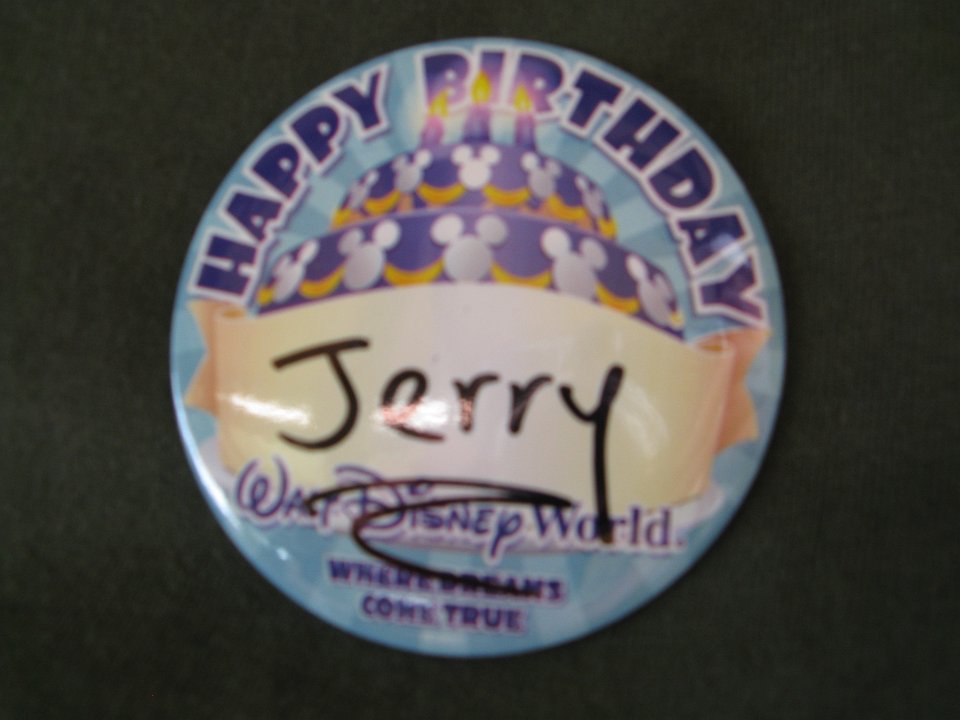 HAPPY BIRTHDAY
Jerry
WALT DISNEY World.
WHERE DREAMS
COME TRUE